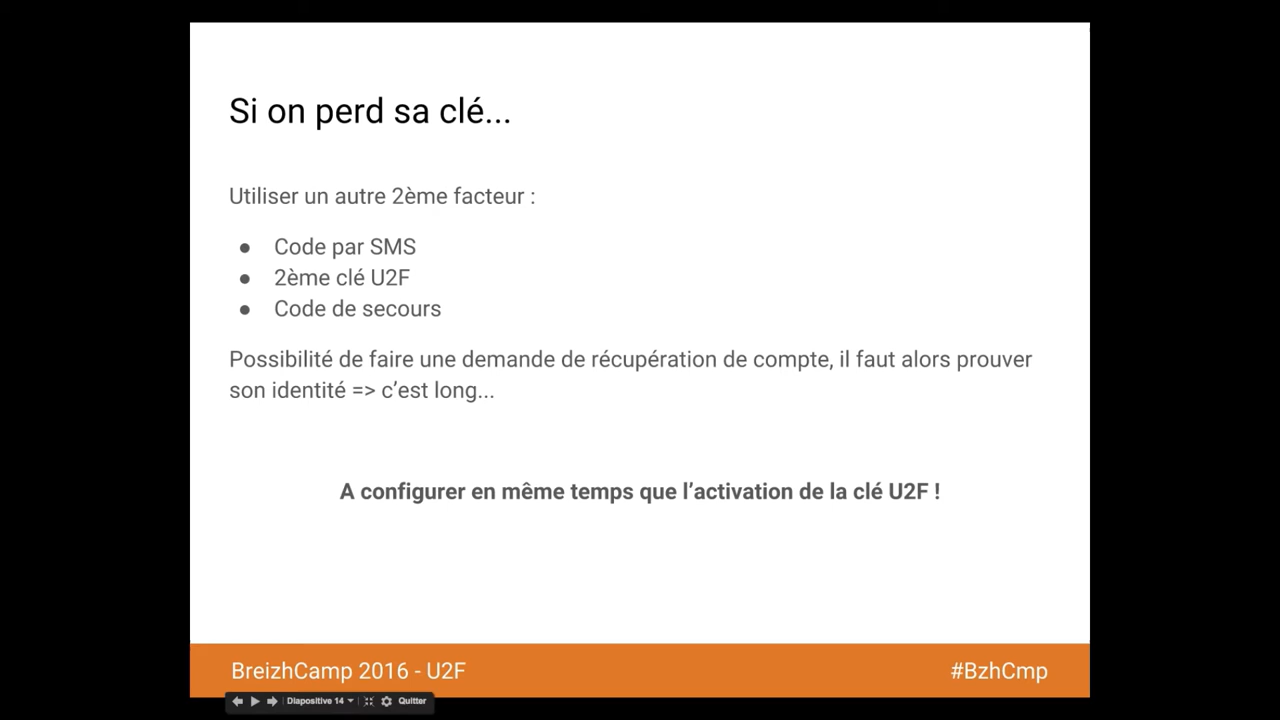 Si on perd sa clé...
Utiliser un autre 2ème facteur :
● Code par SMS
● 2ème clé U2F
● Code de secours
Possibilité de faire une demande de récupération de compte, il faut alors prouver
son identité => c’est long...
A configurer en même temps que l’activation de la clé U2F !
BreizhCamp 2016 - U2F
#BzhCmp
Diapositive 14
Quitter